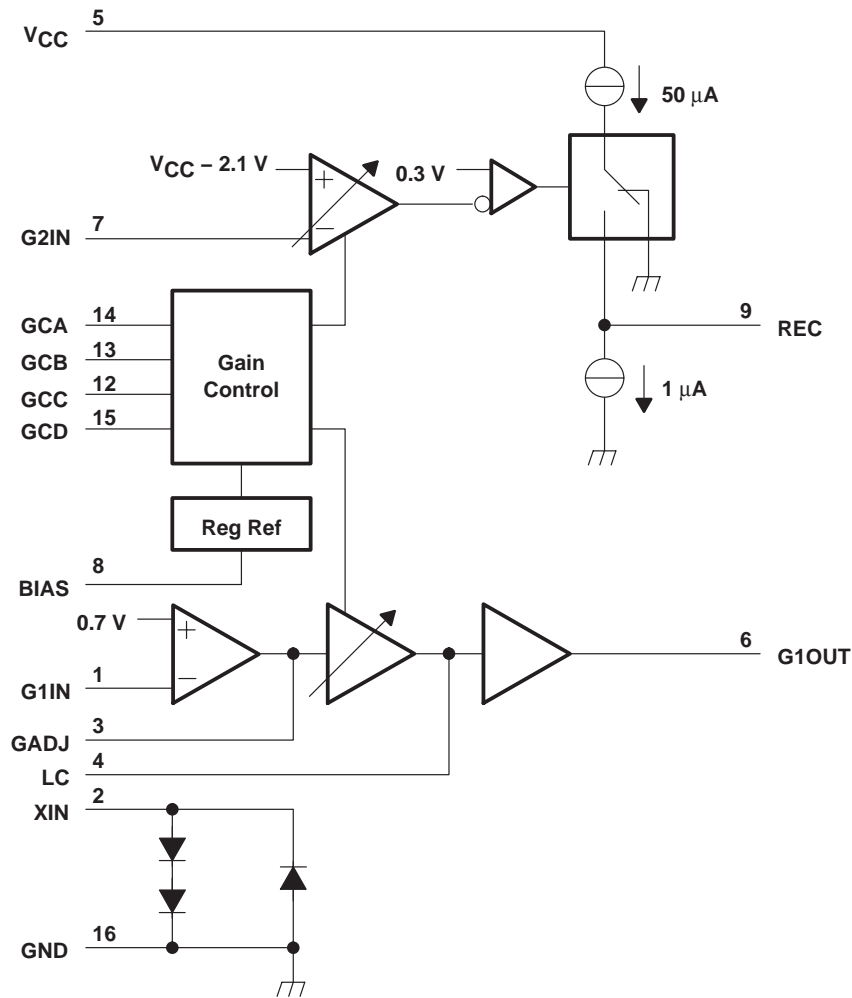 5
VCC
50 μA
VCC – 2.1 V
0.3 V
+
–
7
G2IN
14
GCA
13
GCB
12
GCC
15
GCD
Gain
Control
9
REC
1 μA
Reg Ref
8
BIAS
0.7 V
+
–
6
G1OUT
1
G1IN
3
GADJ
4
LC
2
XIN
16
GND